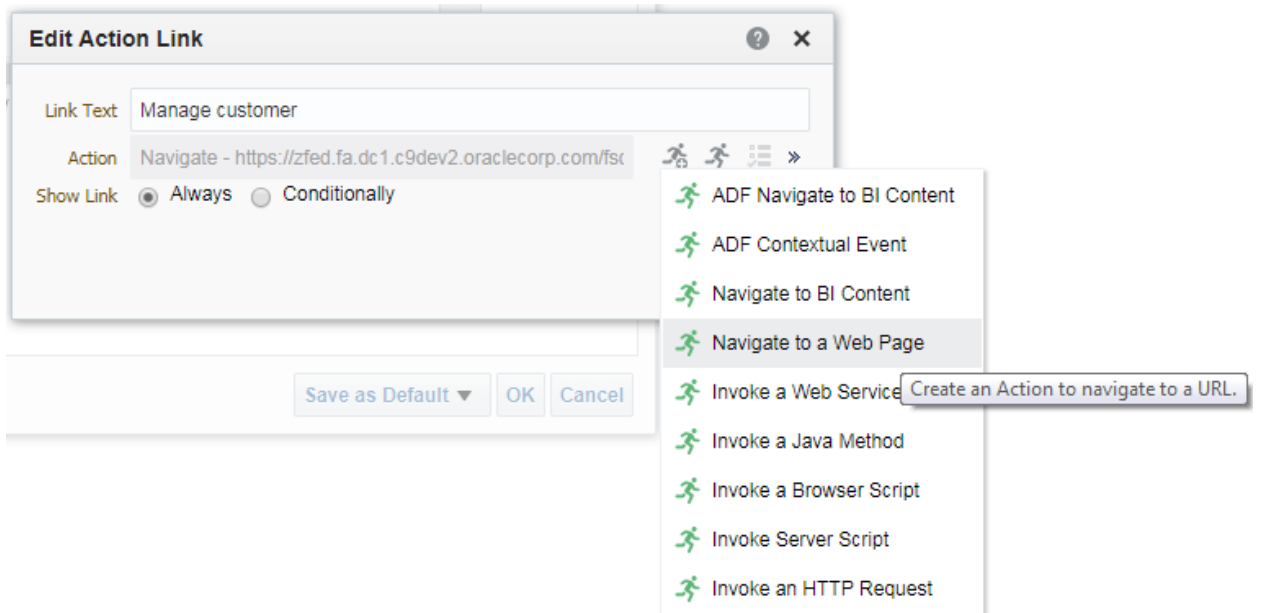 Edit Action Link
Link Text Manage customer
Action Navigate - https://zfed.fa.dc1.c9dev2.oraclecorp.com/fsc
Show Link Always Conditionally
ADF Navigate to BI Content
ADF Contextual Event
Navigate to BI Content
Navigate to a Web Page
Create an Action to navigate to a URL.
Invoke a Web Service
Invoke a Java Method
Invoke a Browser Script
Invoke Server Script
Invoke an HTTP Request
Save as Default OK Cancel